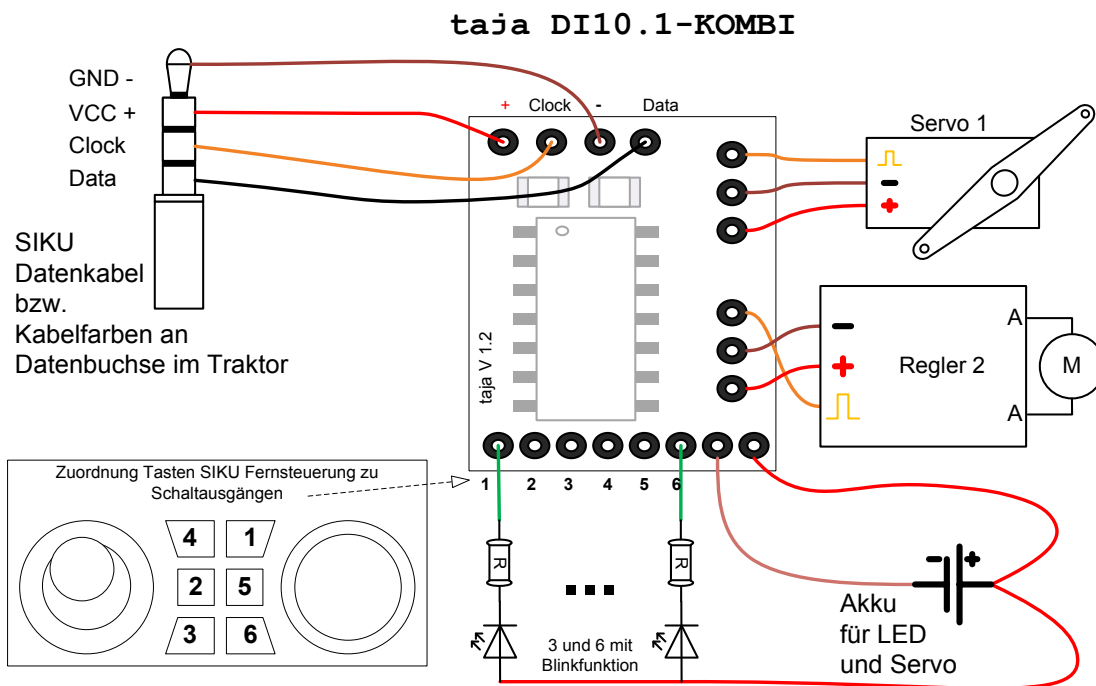 taja DI10.1-KOMBI
GND -
VCC +
Clock
Data
+ Clock - Data
SIKU
Datenkabel
bzw.
Kabelfarben an
Datenbuchse im Traktor
taja V 1.2
Servo 1
-
+
Regler 2
-
+
A
A
M
1 2 3 4 5 6
Zuordnung Tasten SIKU Fernsteuerung zu
Schaltausgängen
4 1
2 5
3 6
R
R
3 und 6 mit
Blinkfunktion
- +
Akku
für LED
und Servo